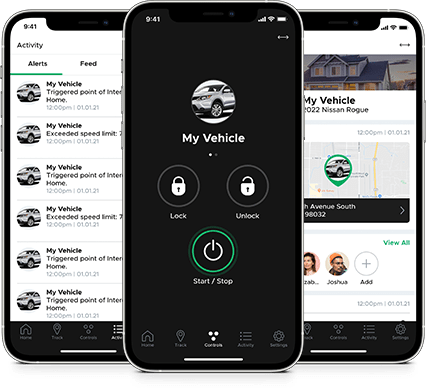 9:41
Activity
Alerts
Feed
My Vehicle
Triggered point of Inter
Home.
12:00pm | 01.01.21
My Vehicle
Exceeded speed limit: 7
12:00pm | 01.01.21
My Vehicle
Triggered point of Inter
Home.
12:00pm | 01.01.21
My Vehicle
Exceeded speed limit: 7
12:00pm | 01.01.21
My Vehicle
Triggered point of Inter
Home.
12:00pm | 01.01.21
My Vehicle
Triggered point of Inter
Home.
12:00pm | 01.01.21
Home
Track
Controls
Activ
9:41
My Vehicle
Lock
Unlock
Start / Stop
Home
Track
Controls
Activity
Settings
My Vehicle
2022 Nissan Rogue
12:00pm | 01.01.21
h Avenue South
98032
View All
zab...
Joshua
Add
12:00pm | 01.01.21
Controls
Activity
Settings